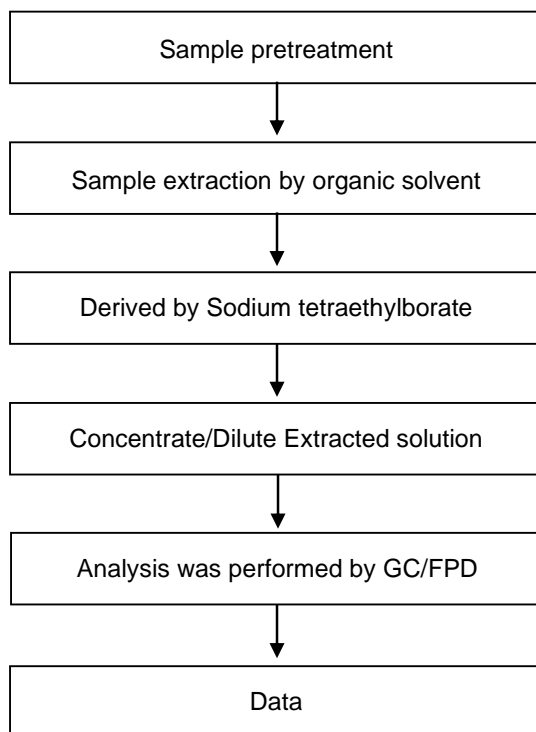 Sample pretreatment
Sample extraction by organic solvent
Derived by Sodium tetraethylborate
Concentrate/Dilute Extracted solution
Analysis was performed by GC/FPD
Data